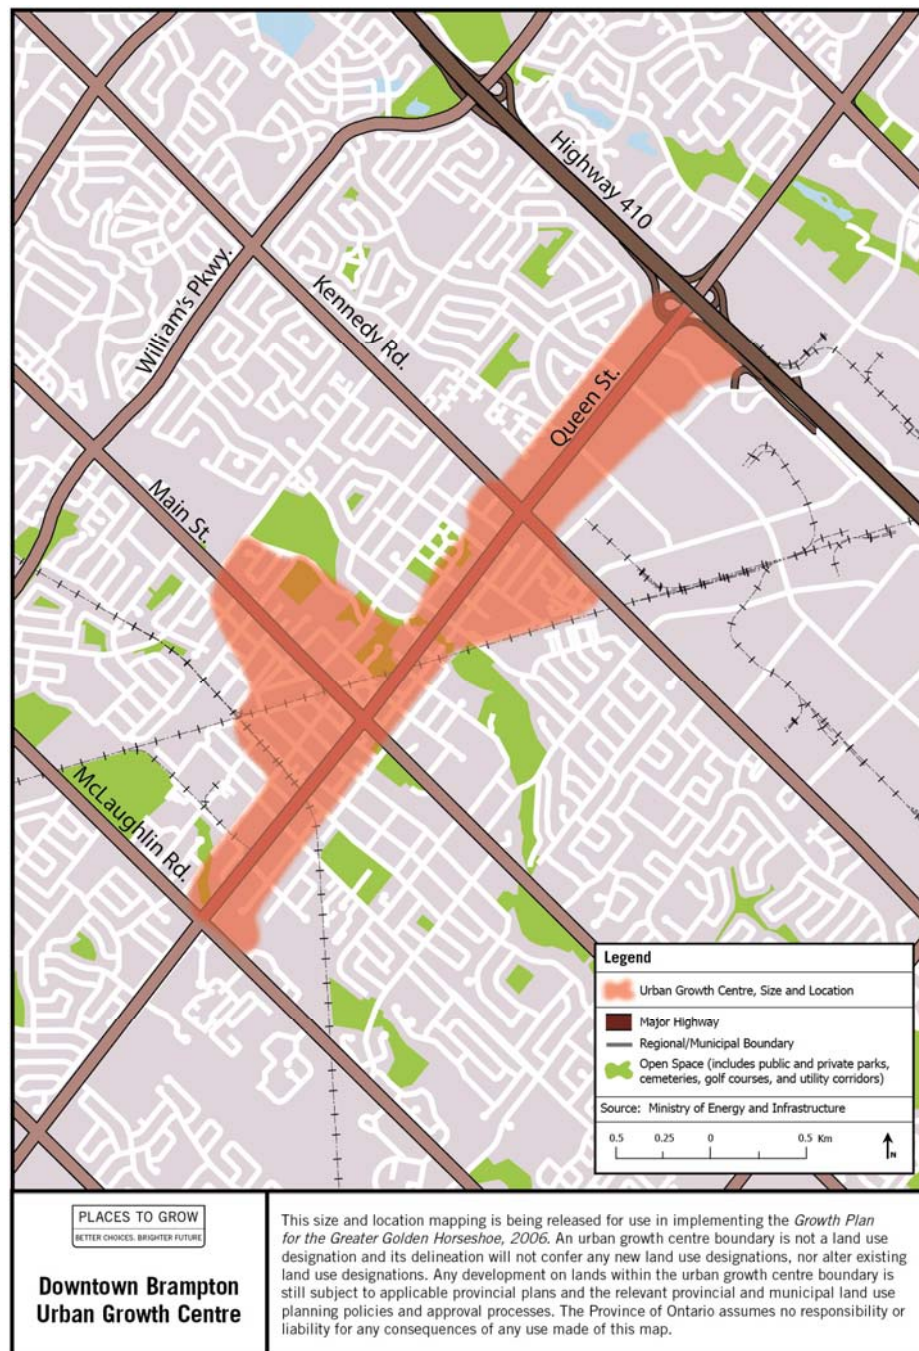 Highway 410
William's Pkwy.
Kennedy Rd.
Queen St.
Main St.
McLaughlin Rd.
Legend
Urban Growth Centre, Size and Location
Major Highway
Regional/Municipal Boundary
Open Space (includes public and private parks,
cemeteries, golf courses, and utility corridors)
Source: Ministry of Energy and Infrastructure
0.5 0.25 0 0.5 Km
N
PLACES TO GROW
BETTER CHOICES. BRIGHTER FUTURE
Downtown Brampton
Urban Growth Centre
This size and location mapping is being released for use in implementing the Growth Plan
for the Greater Golden Horseshoe, 2006. An urban growth centre boundary is not a land use
designation and its delineation will not confer any new land use designations, nor alter existing
land use designations. Any development on lands within the urban growth centre boundary is
still subject to applicable provincial plans and the relevant provincial and municipal land use
planning policies and approval processes. The Province of Ontario assumes no responsibility or
liability for any consequences of any use made of this map.